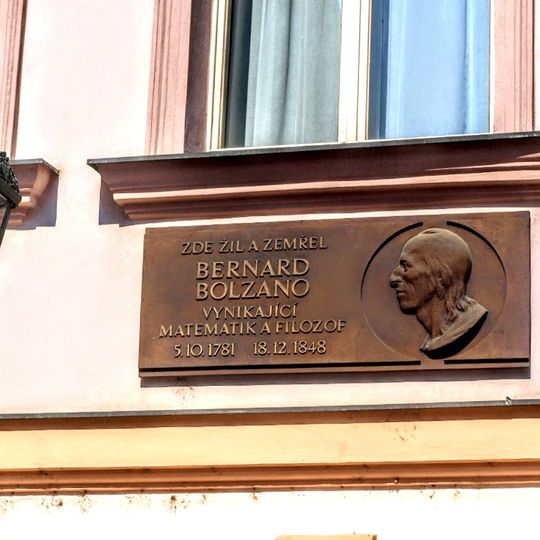 ZDE ŽIL A ZEMŘEL
BERNARD
BOLZANO
VYNIKAJÍCÍ
MATEMATIK A FILOZOF
5.10.1781 18.12.1848